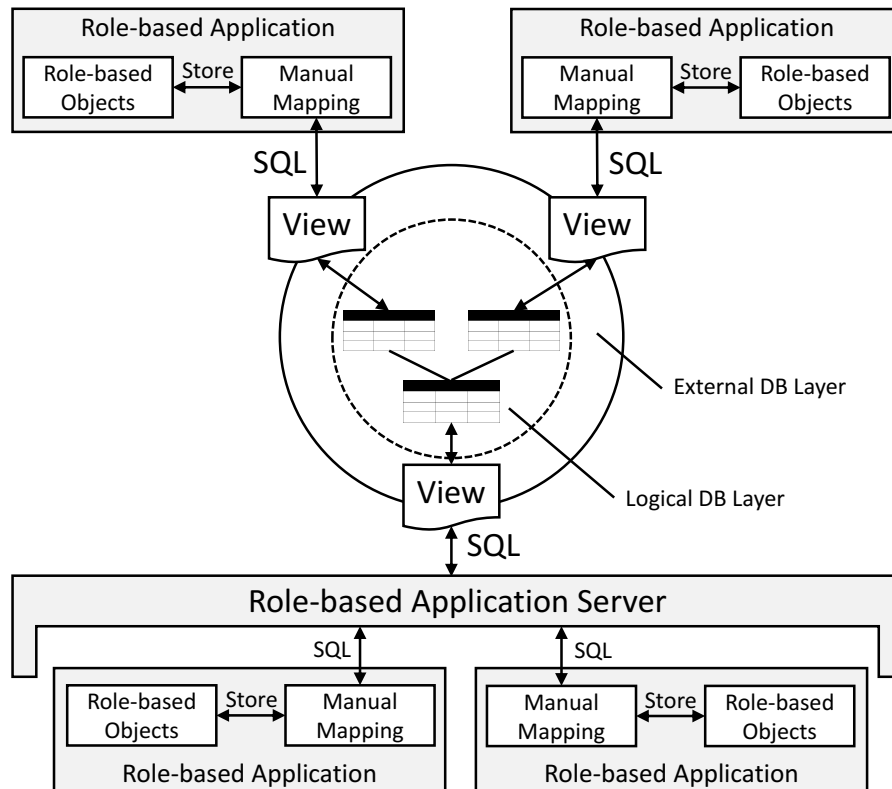 Role-based Application
Role-based Application
Role-based
Objects
Store
Manual
Mapping
Manual
Mapping
Store
Role-based
Objects
SQL
SQL
View
View
External DB Layer
View
Logical DB Layer
SQL
Role-based Application Server
SQL
SQL
Role-based
Objects
Store
Manual
Mapping
Manual
Mapping
Store
Role-based
Objects
Role-based Application
Role-based Application